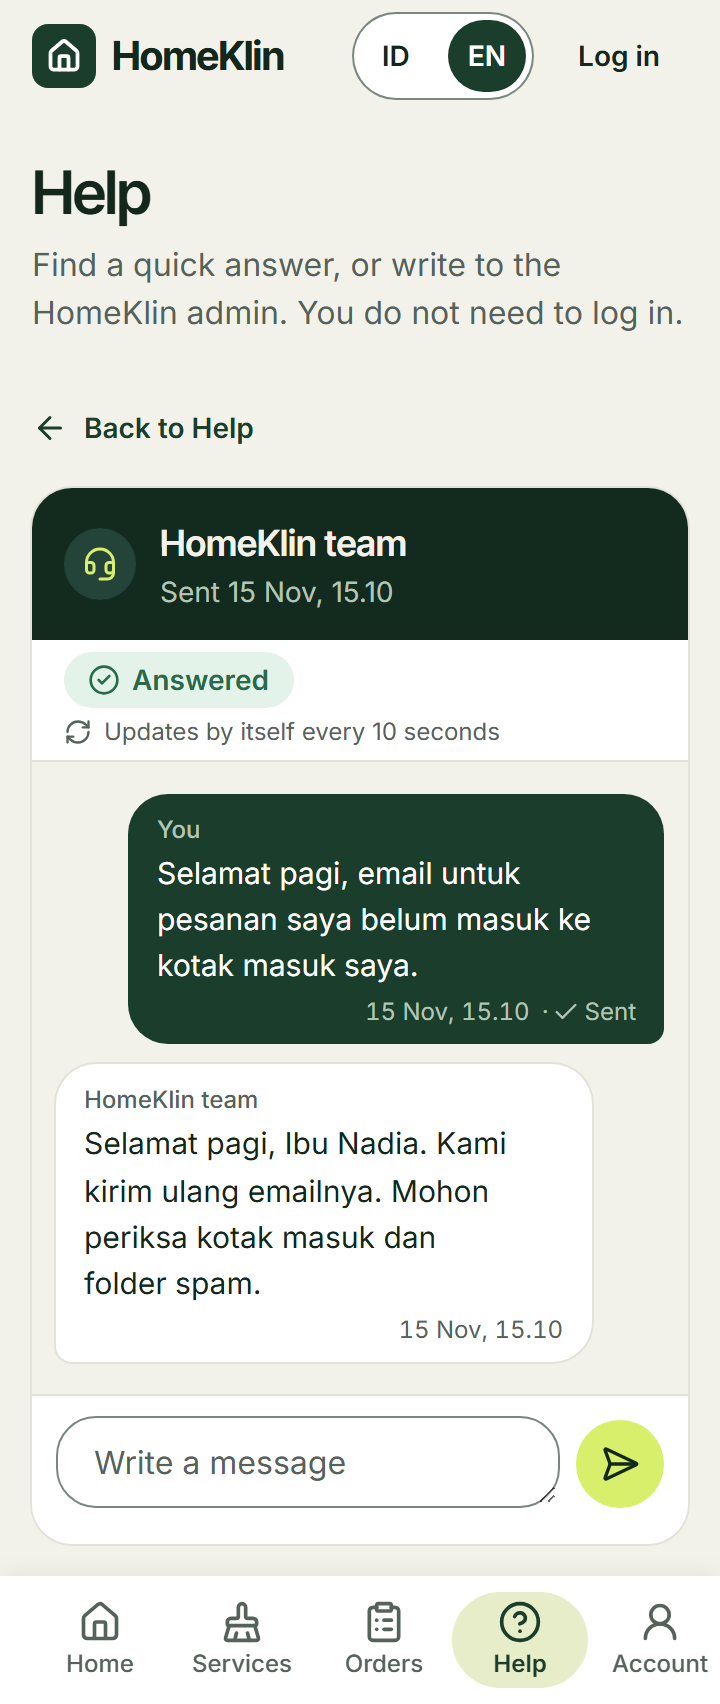 HomeKlin
ID
EN
Log in
Help
Find a quick answer, or write to the
HomeKlin admin. You do not need to log in.
Back to Help
HomeKlin team
Sent 15 Nov, 15.10
Answered
Updates by itself every 10 seconds
You
Selamat pagi, email untuk
pesanan saya belum masuk ke
kotak masuk saya.
15 Nov, 15.10 · ✓ Sent
HomeKlin team
Selamat pagi, Ibu Nadia. Kami
kirim ulang emailnya. Mohon
periksa kotak masuk dan
folder spam.
15 Nov, 15.10
Write a message
Home
Services
Orders
Help
Account